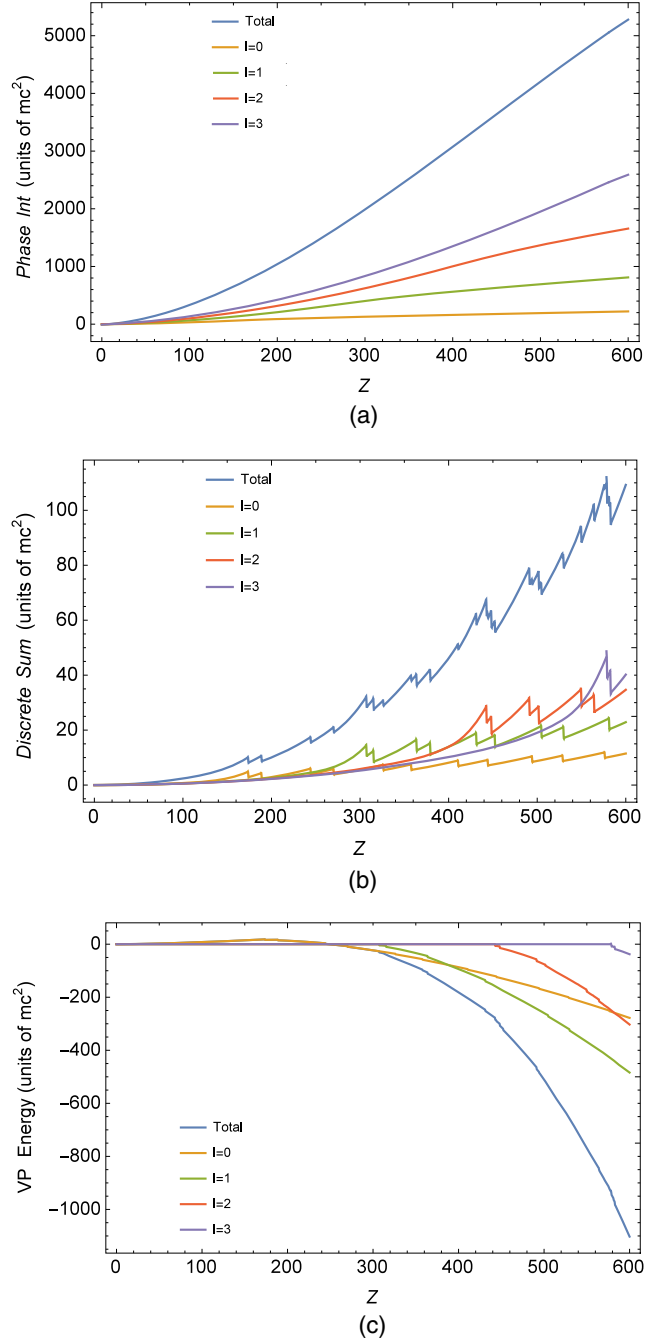 5000
4000
3000
2000
1000
0
Phase Int (units of mc²)
Total
l=0
l=1
l=2
l=3
0 100 200 300 400 500 600
Z
(a)
100
80
60
40
20
0
Discrete Sum (units of mc²)
Total
l=0
l=1
l=2
l=3
0 100 200 300 400 500 600
Z
(b)
0
−200
−400
−600
−800
−1000
VP Energy (units of mc²)
Total
l=0
l=1
l=2
l=3
0 100 200 300 400 500 600
Z
(c)